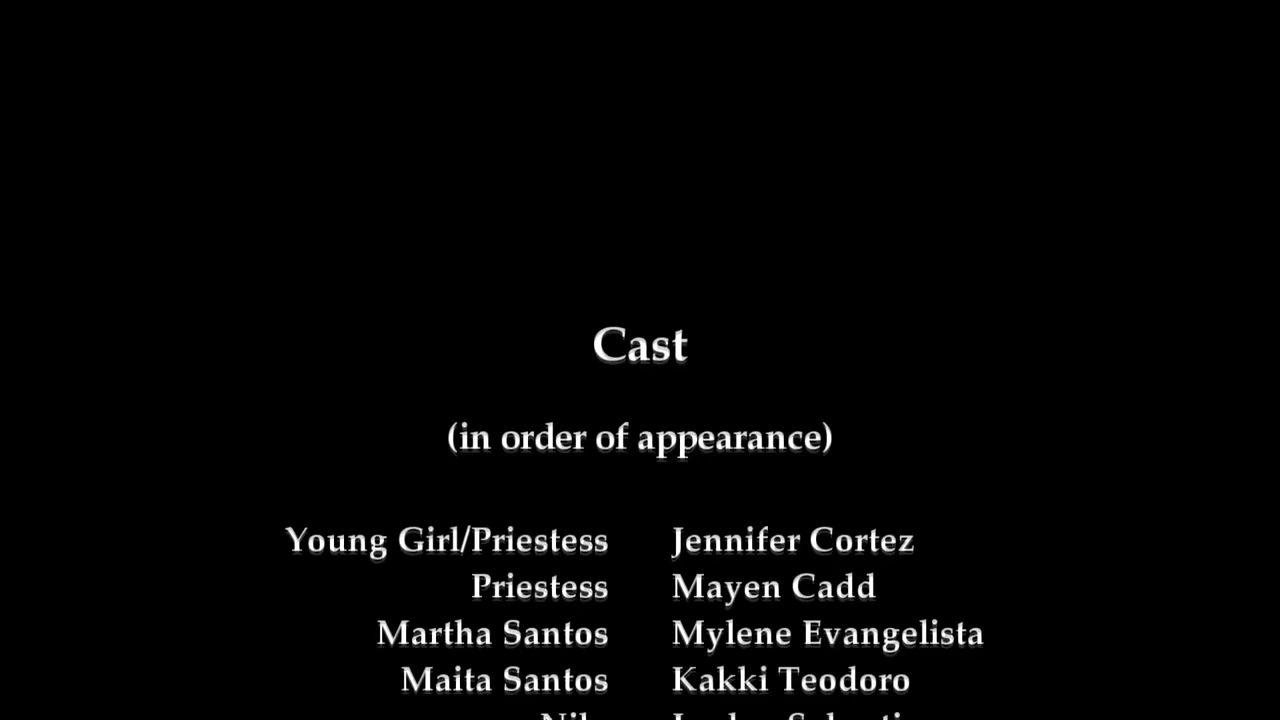 Cast
(in order of appearance)
Young Girl/Priestess Jennifer Cortez
Priestess Mayen Cadd
Martha Santos Mylene Evangelista
Maita Santos Kakki Teodoro